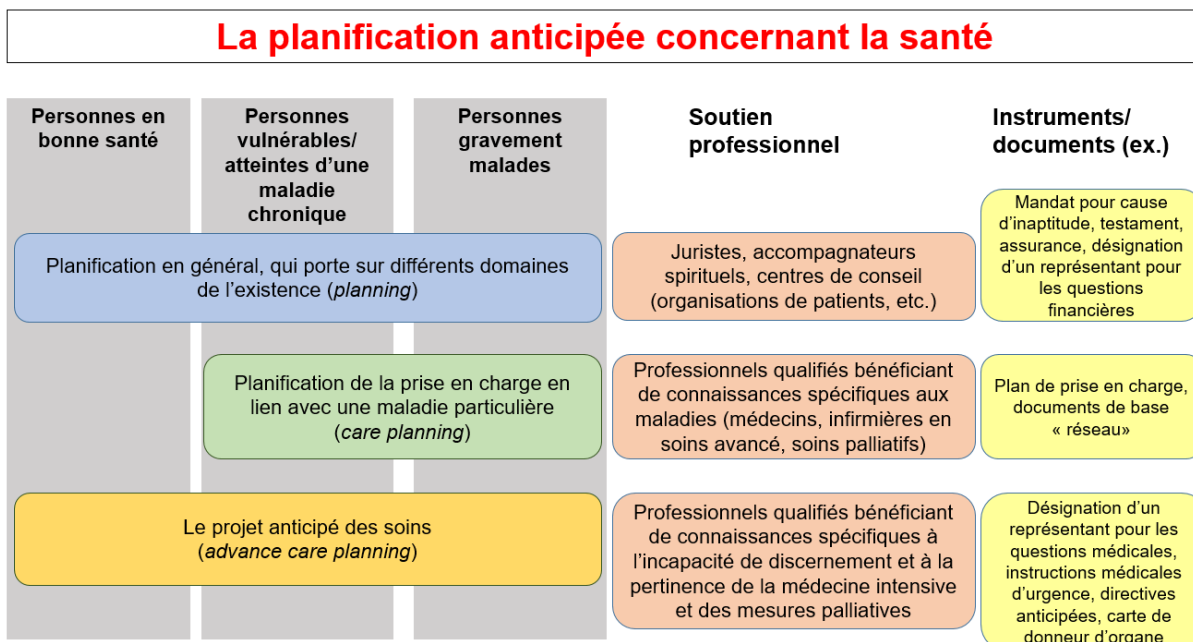 La planification anticipée concernant la santé
Personnes en
bonne santé
Personnes
vulnérables/
atteintes d’une
maladie
chronique
Personnes
gravement
malades
Soutien
professionnel
Instruments/
documents (ex.)
Planification en général, qui porte sur différents domaines
de l’existence (planning)
Juristes, accompagnateurs
spirituels, centres de conseil
(organisations de patients, etc.)
Mandat pour cause
d’inaptitude, testament,
assurance, désignation
d’un représentant pour
les questions
financières
Planification de la prise en charge en
lien avec une maladie particulière
(care planning)
Professionnels qualifiés bénéficiant
de connaissances spécifiques aux
maladies (médecins, infirmières en
soins avancé, soins palliatifs)
Plan de prise en charge,
documents de base
« réseau»
Le projet anticipé des soins
(advance care planning)
Professionnels qualifiés bénéficiant
de connaissances spécifiques à
l’incapacité de discernement et à la
pertinence de la médecine intensive
et des mesures palliatives
Désignation d’un
représentant pour les
questions médicales,
instructions médicales
d’urgence, directives
anticipées, carte de
donneur d’organe